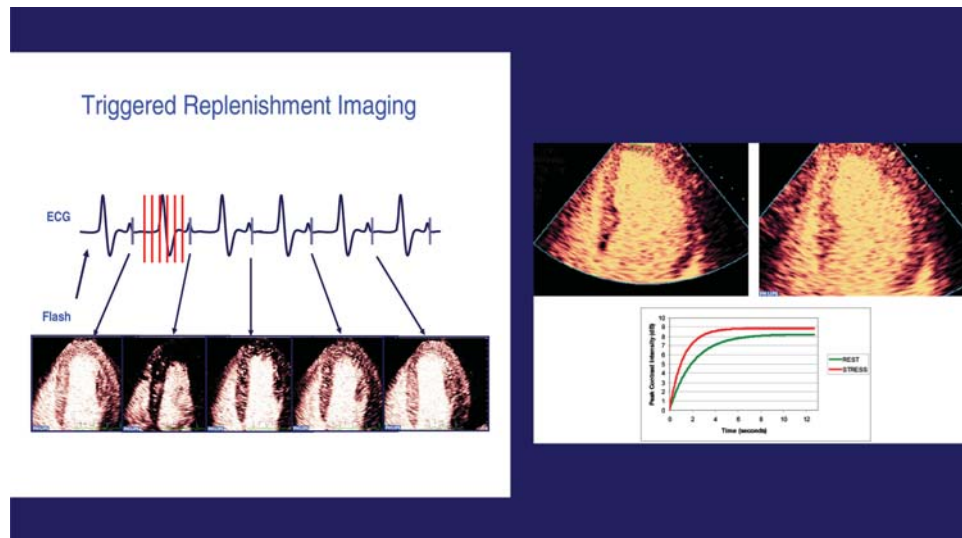 Triggered Replenishment Imaging
ECG
Flash
Peak Contrast Intensity (dB)
10
9
8
7
6
5
4
3
2
1
0
0 2 4 6 8 10 12
Time (seconds)
REST
STRESS